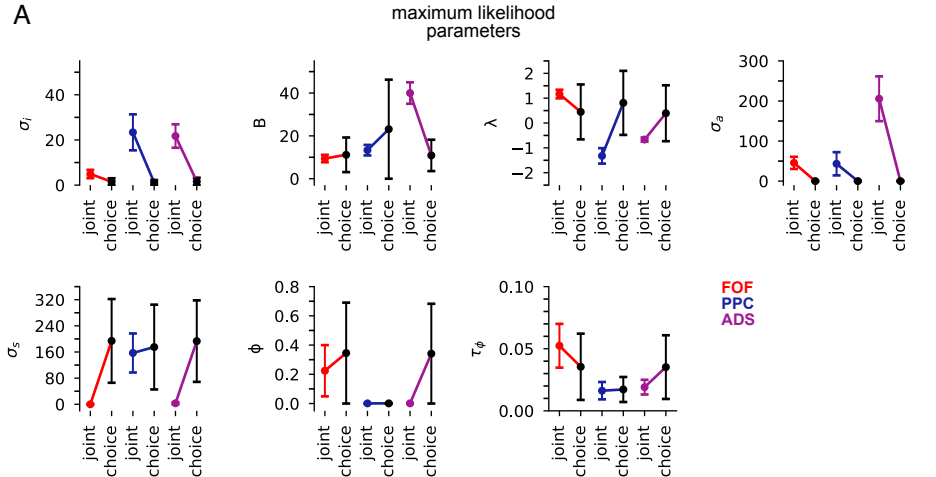 A
maximum likelihood
parameters
σi
40
20
0
joint
choice
joint
choice
joint
choice
B
40
20
0
joint
choice
joint
choice
joint
choice
λ
2
1
0
−1
−2
joint
choice
joint
choice
joint
choice
σa
300
200
100
0
joint
choice
joint
choice
joint
choice
σs
320
240
160
80
0
joint
choice
joint
choice
joint
choice
ϕ
0.8
0.6
0.4
0.2
0.0
joint
choice
joint
choice
joint
choice
τϕ
0.10
0.05
0.00
joint
choice
joint
choice
joint
choice
FOF
PPC
ADS